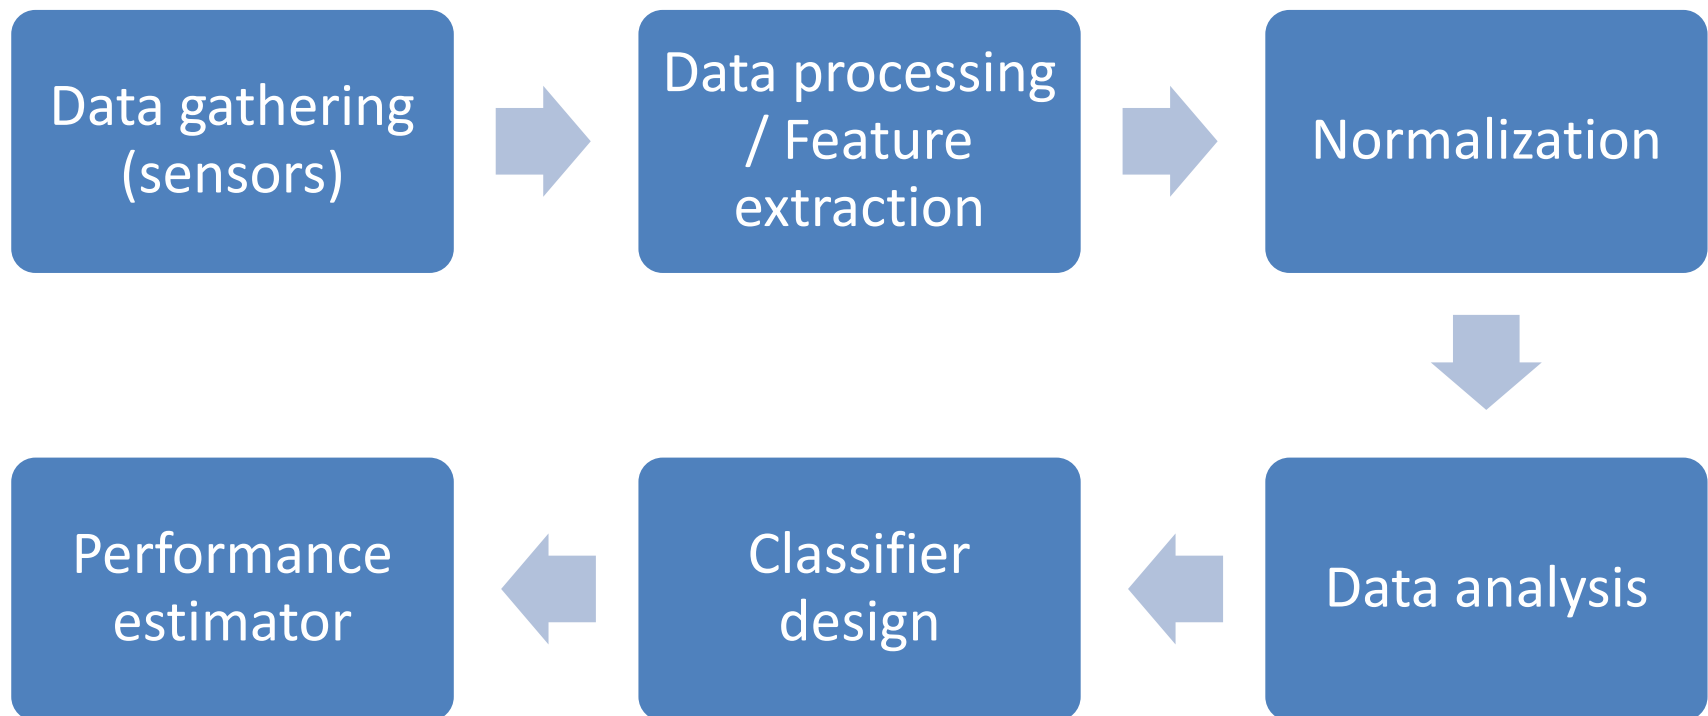 Data gathering
(sensors)
Data processing
/ Feature
extraction
Normalization
Performance
estimator
Classifier
design
Data analysis